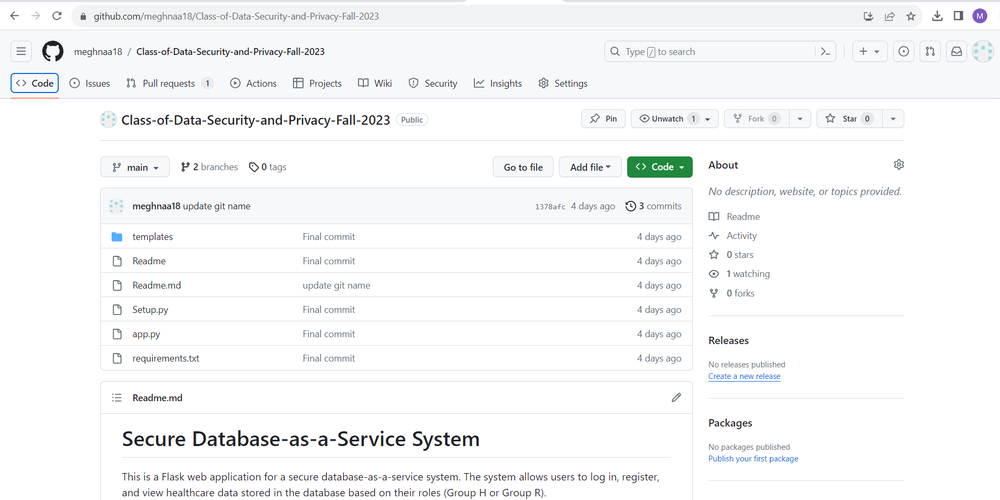 github.com/meghnaa18/Class-of-Data-Security-and-Privacy-Fall-2023
M
meghnaa18 / Class-of-Data-Security-and-Privacy-Fall-2023
Type / to search
Code Issues Pull requests 1 Actions Projects Wiki Security Insights Settings
Class-of-Data-Security-and-Privacy-Fall-2023 Public
Pin Unwatch 1 Fork 0 Star 0
main 2 branches 0 tags
Go to file Add file Code
meghnaa18 update git name 1378afc 4 days ago 3 commits
templates Final commit 4 days ago
Readme Final commit 4 days ago
Readme.md update git name 4 days ago
Setup.py Final commit 4 days ago
app.py Final commit 4 days ago
requirements.txt Final commit 4 days ago
Readme.md
Secure Database-as-a-Service System
This is a Flask web application for a secure database-as-a-service system. The system allows users to log in, register,
and view healthcare data stored in the database based on their roles (Group H or Group R).
About
No description, website, or topics provided.
Readme
Activity
0 stars
1 watching
0 forks
Releases
No releases published
Create a new release
Packages
No packages published
Publish your first package